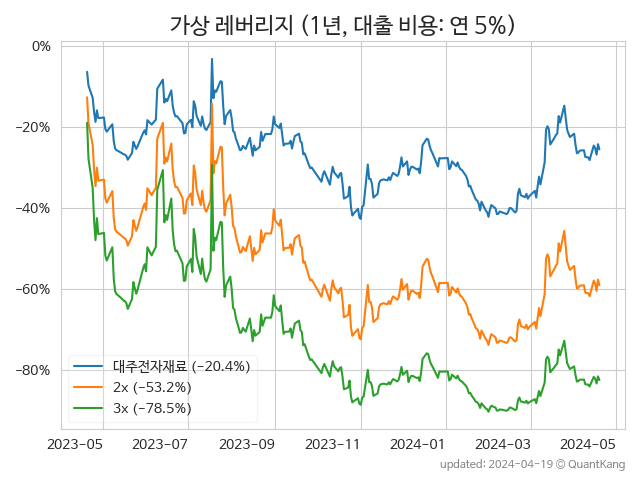 가상 레버리지 (1년, 대출 비용: 연 5%)
0%
−20%
−40%
−60%
−80%
대주전자재료 (−20.4%)
2x (−53.2%)
3x (−78.5%)
2023-05 2023-07 2023-09 2023-11 2024-01 2024-03 2024-05
updated: 2024-04-19 © QuantKang